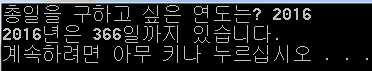 총일을 구하고 싶은 연도는? 2016
2016년은 366일까지 있습니다.
계속하려면 아무 키나 누르십시오 . . .